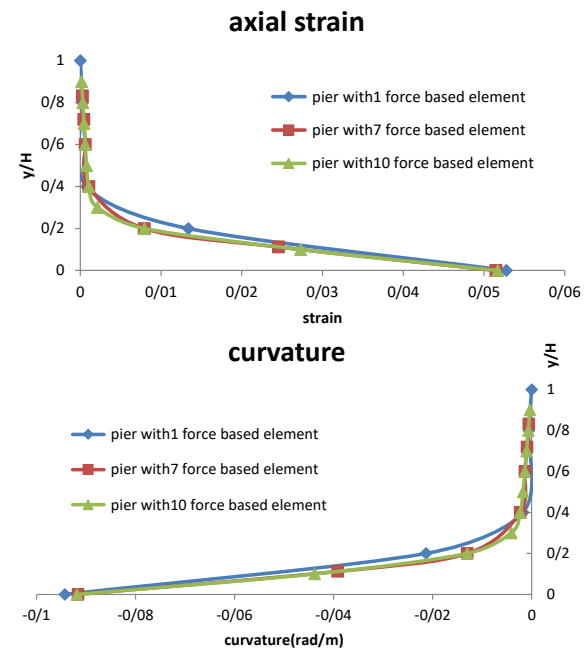 axial strain
1
0/8
0/6
0/4
0/2
0
y/H
pier with1 force based element
pier with7 force based element
pier with10 force based element
0
0/01
0/02
0/03
0/04
0/05
0/06
strain
curvature
y/H
pier with1 force based element
pier with7 force based element
pier with10 force based element
1
0/8
0/6
0/4
0/2
0
-0/1
-0/08
-0/06
-0/04
-0/02
0
curvature(rad/m)